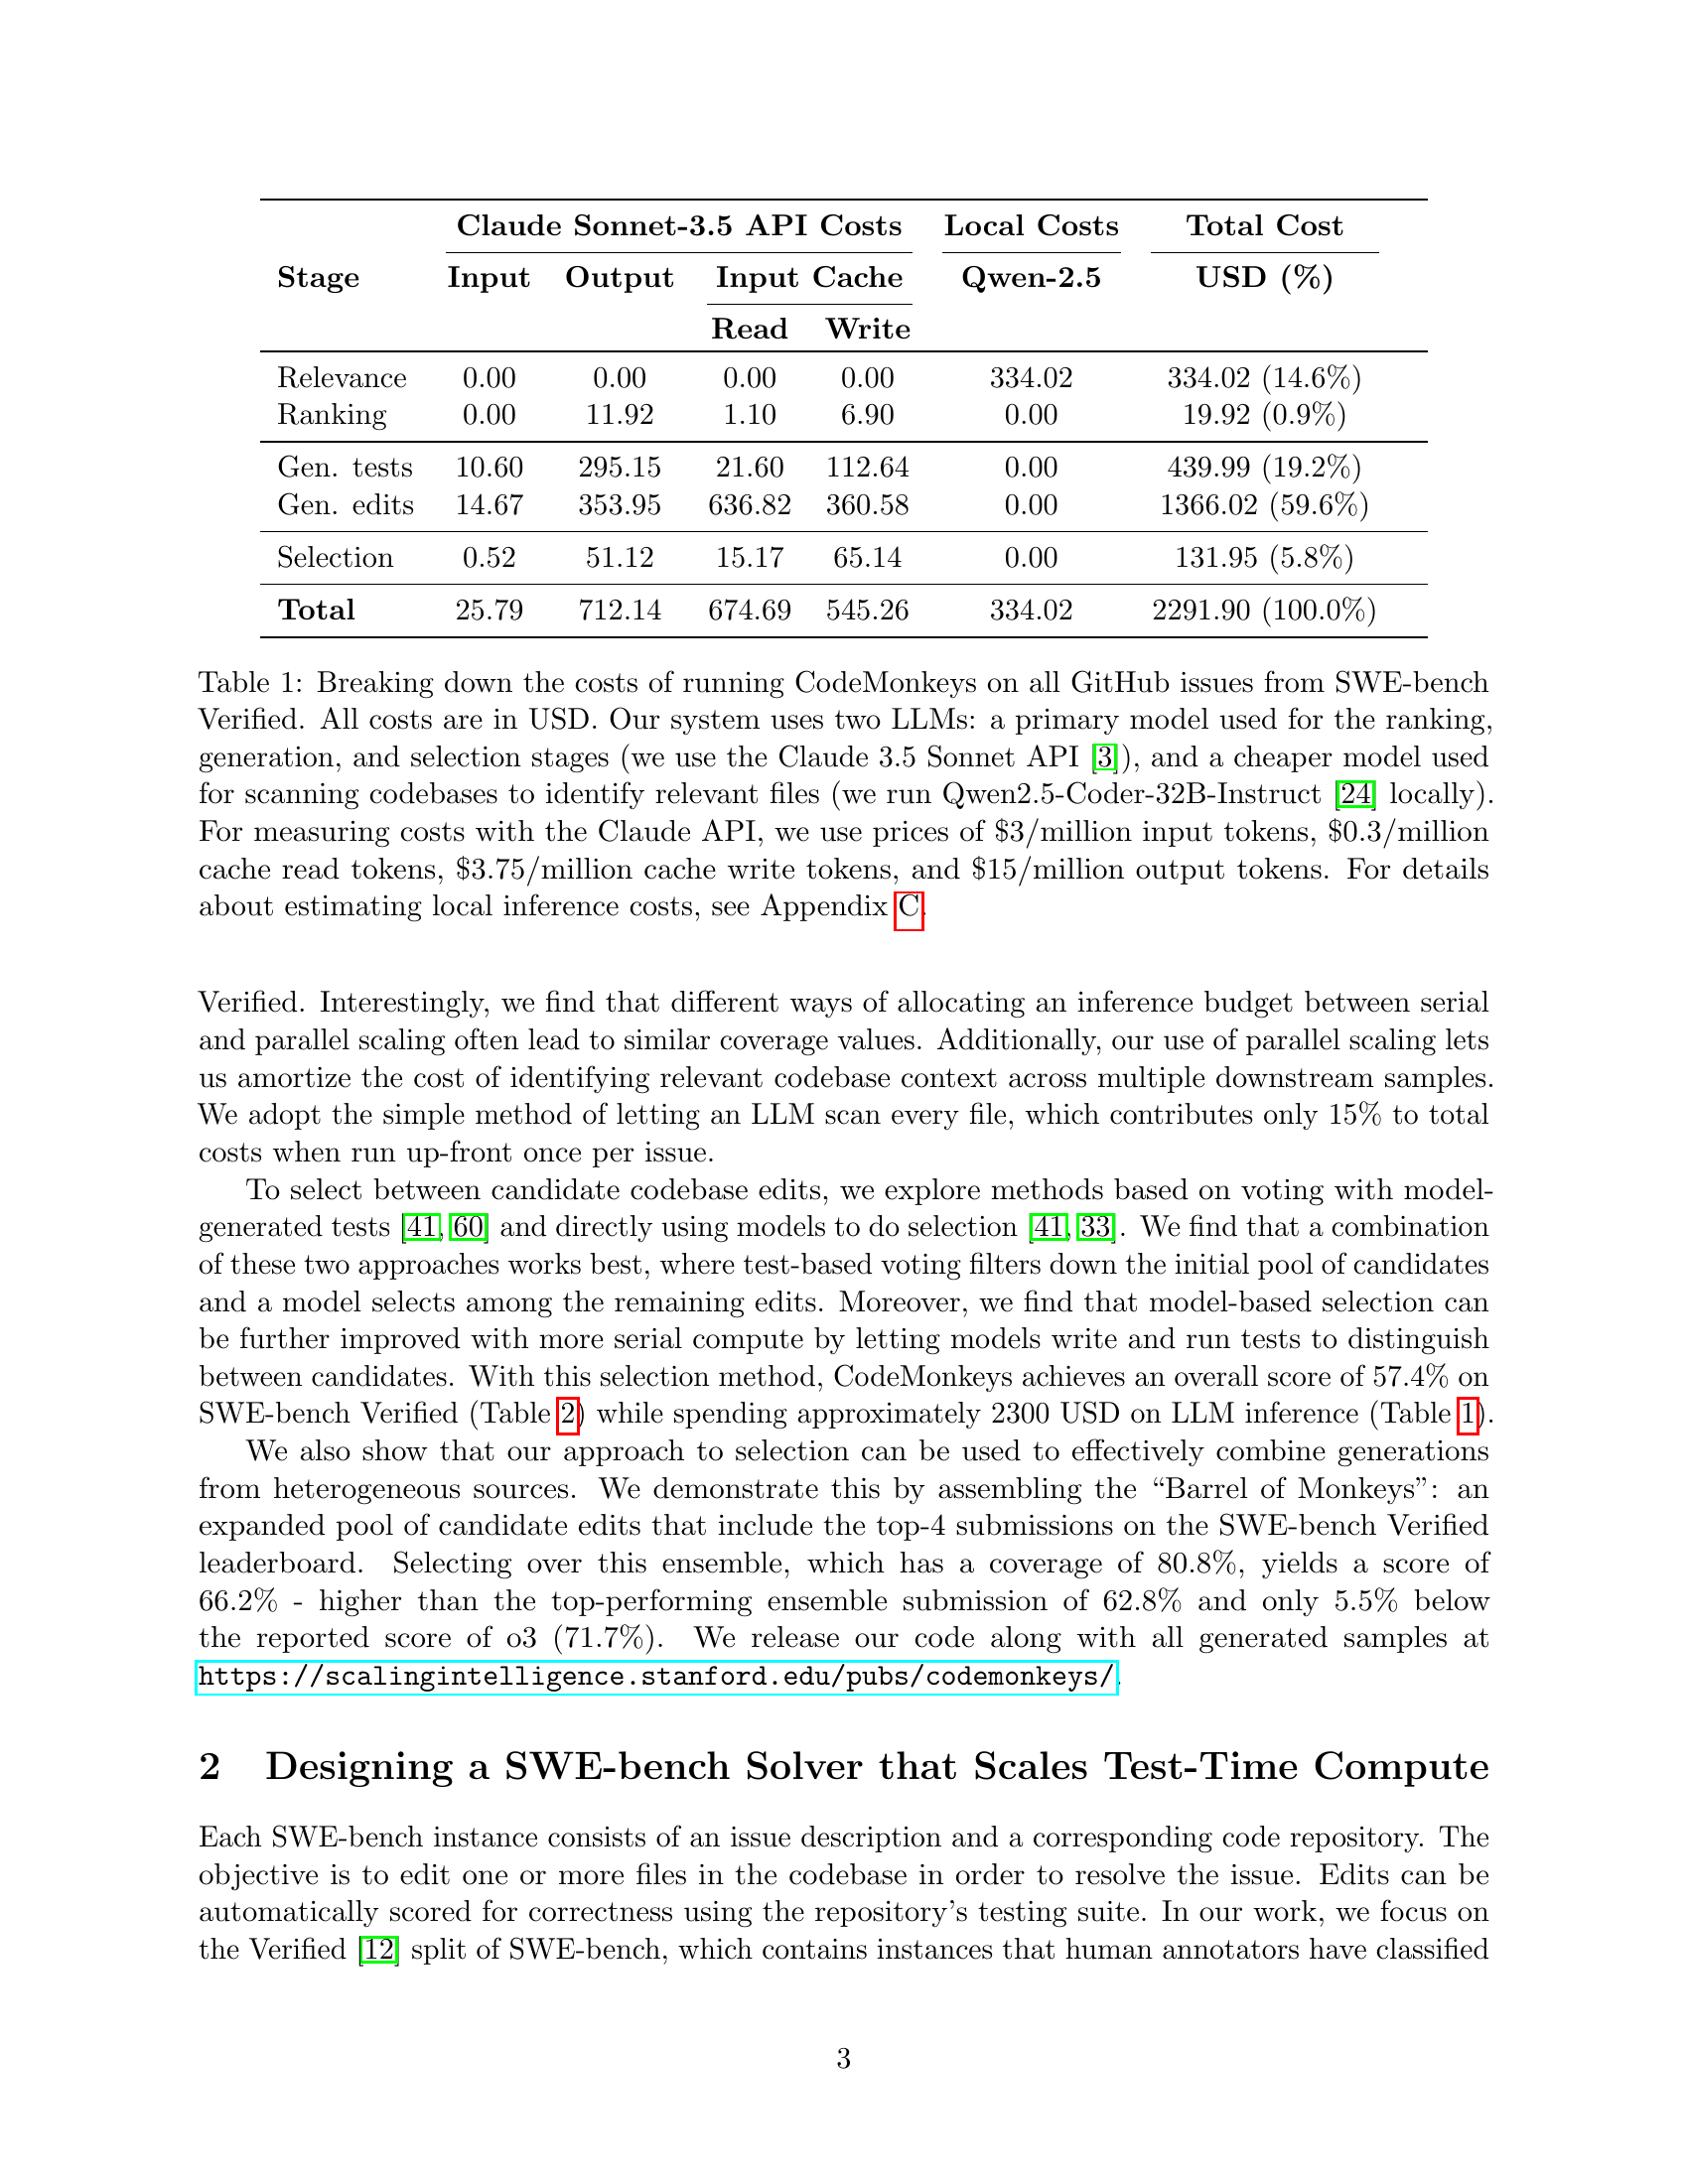 Claude Sonnet-3.5 API Costs Local Costs Total Cost
Stage Input Output Input Cache Qwen-2.5 USD (%)
Read Write
Relevance 0.00 0.00 0.00 0.00 334.02 334.02 (14.6%)
Ranking 0.00 11.92 1.10 6.90 0.00 19.92 (0.9%)
Gen. tests 10.60 295.15 21.60 112.64 0.00 439.99 (19.2%)
Gen. edits 14.67 353.95 636.82 360.58 0.00 1366.02 (59.6%)
Selection 0.52 51.12 15.17 65.14 0.00 131.95 (5.8%)
Total 25.79 712.14 674.69 545.26 334.02 2291.90 (100.0%)
Table 1: Breaking down the costs of running CodeMonkeys on all GitHub issues from SWE-bench
Verified. All costs are in USD. Our system uses two LLMs: a primary model used for the ranking,
generation, and selection stages (we use the Claude 3.5 Sonnet API [3]), and a cheaper model used
for scanning codebases to identify relevant files (we run Qwen2.5-Coder-32B-Instruct [24] locally).
For measuring costs with the Claude API, we use prices of $3/million input tokens, $0.3/million
cache read tokens, $3.75/million cache write tokens, and $15/million output tokens. For details
about estimating local inference costs, see Appendix C.
Verified. Interestingly, we find that different ways of allocating an inference budget between serial
and parallel scaling often lead to similar coverage values. Additionally, our use of parallel scaling lets
us amortize the cost of identifying relevant codebase context across multiple downstream samples.
We adopt the simple method of letting an LLM scan every file, which contributes only 15% to total
costs when run up-front once per issue.
To select between candidate codebase edits, we explore methods based on voting with model-
generated tests [41, 60] and directly using models to do selection [41, 33]. We find that a combination
of these two approaches works best, where test-based voting filters down the initial pool of candidates
and a model selects among the remaining edits. Moreover, we find that model-based selection can
be further improved with more serial compute by letting models write and run tests to distinguish
between candidates. With this selection method, CodeMonkeys achieves an overall score of 57.4% on
SWE-bench Verified (Table 2) while spending approximately 2300 USD on LLM inference (Table 1).
We also show that our approach to selection can be used to effectively combine generations
from heterogeneous sources. We demonstrate this by assembling the “Barrel of Monkeys”: an
expanded pool of candidate edits that include the top-4 submissions on the SWE-bench Verified
leaderboard. Selecting over this ensemble, which has a coverage of 80.8%, yields a score of
66.2% - higher than the top-performing ensemble submission of 62.8% and only 5.5% below
the reported score of o3 (71.7%). We release our code along with all generated samples at
https://scalingintelligence.stanford.edu/pubs/codemonkeys/.
2 Designing a SWE-bench Solver that Scales Test-Time Compute
Each SWE-bench instance consists of an issue description and a corresponding code repository. The
objective is to edit one or more files in the codebase in order to resolve the issue. Edits can be
automatically scored for correctness using the repository’s testing suite. In our work, we focus on
the Verified [12] split of SWE-bench, which contains instances that human annotators have classified
3